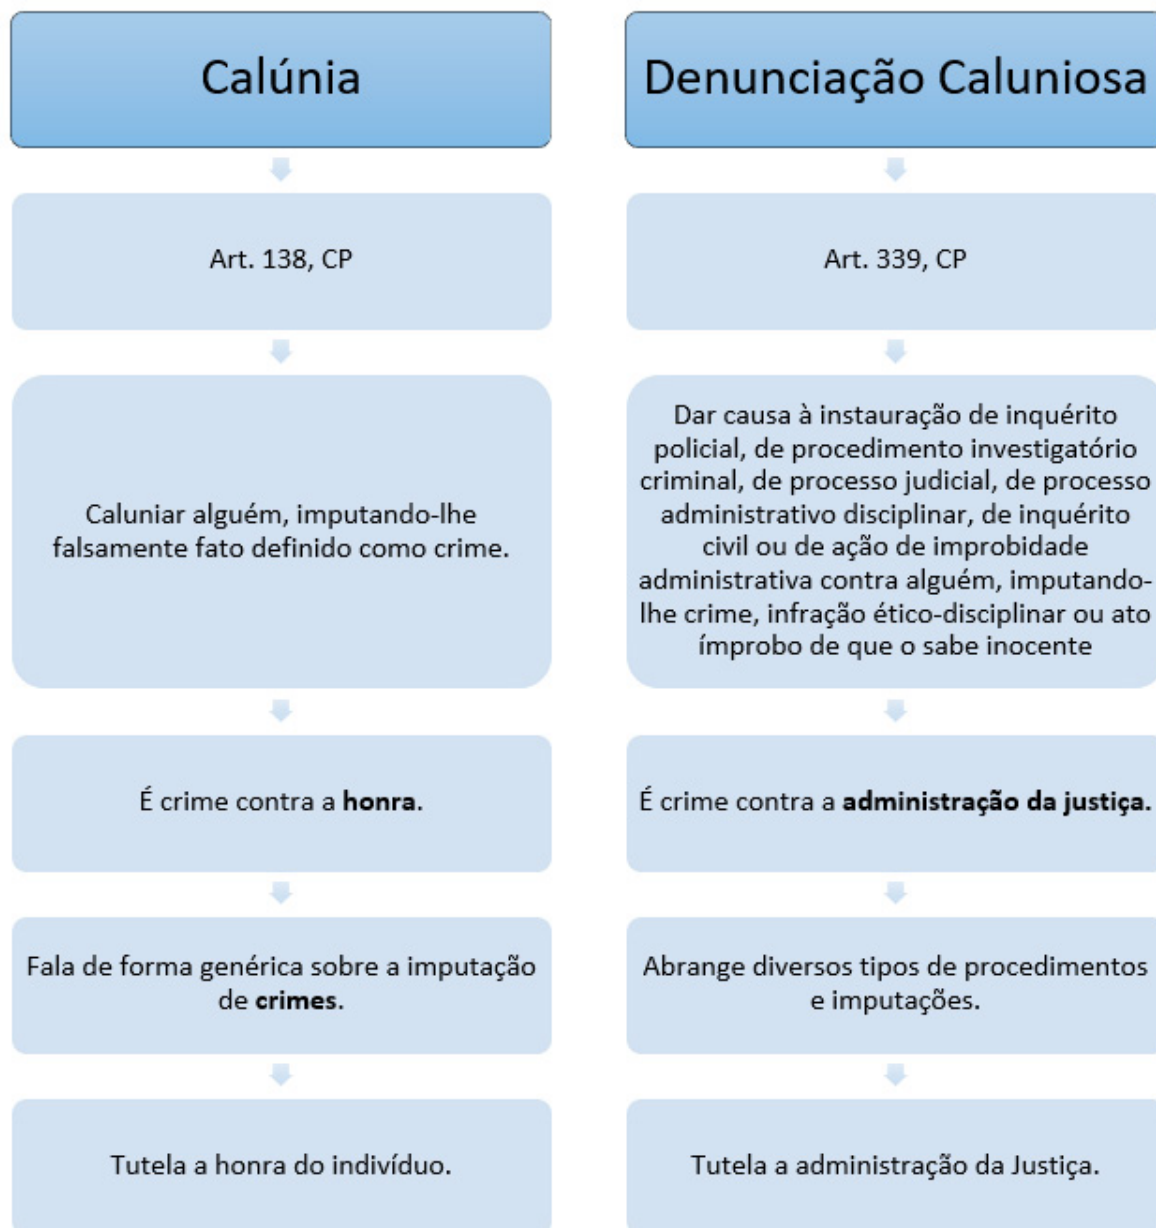 Calúnia
Art. 138, CP
Caluniar alguém, imputando-lhe
falsamente fato definido como crime.
É crime contra a honra.
Fala de forma genérica sobre a imputação
de crimes.
Tutela a honra do indivíduo.
Denunciação Caluniosa
Art. 339, CP
Dar causa à instauração de inquérito
policial, de procedimento investigatório
criminal, de processo judicial, de processo
administrativo disciplinar, de inquérito
civil ou de ação de improbidade
administrativa contra alguém, imputando-
lhe crime, infração ético-disciplinar ou ato
ímprobo de que o sabe inocente
É crime contra a administração da justiça.
Abrange diversos tipos de procedimentos
e imputações.
Tutela a administração da Justiça.